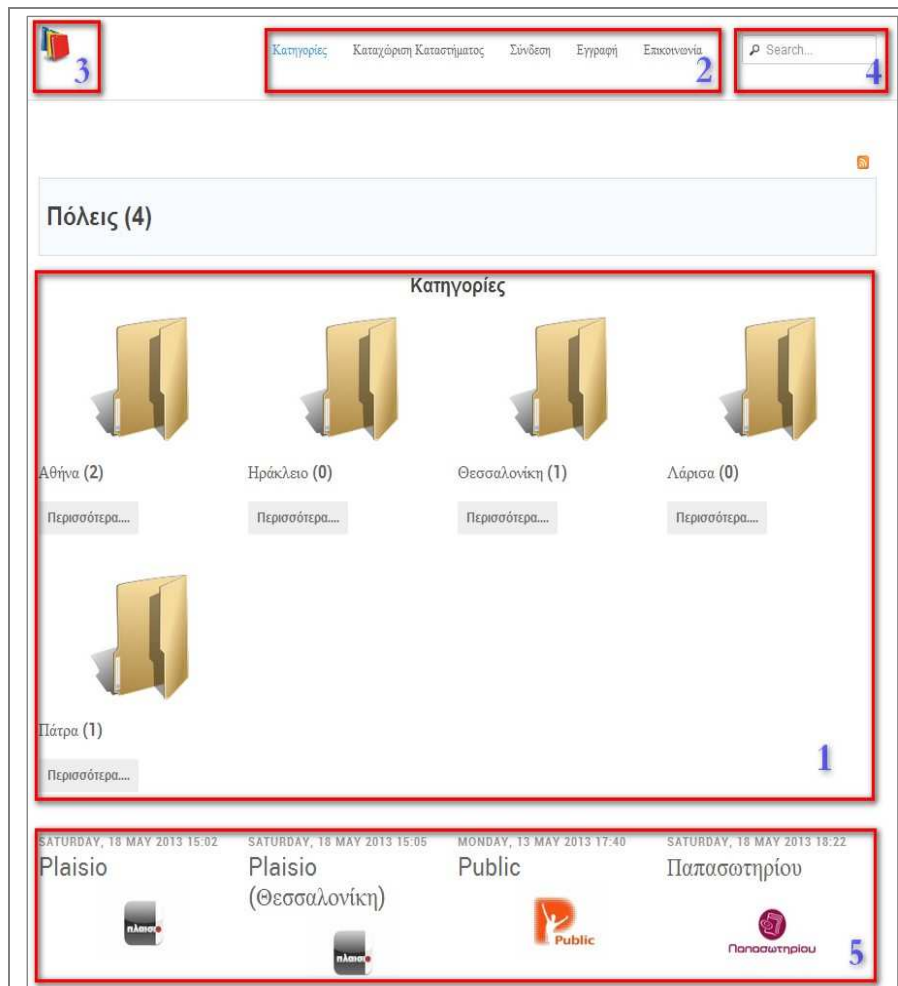 3
Κατηγορίες Καταχώριση Καταστήματος Σύνδεση Εγγραφή Επικοινωνία
2
Search...
4
Πόλεις (4)
Κατηγορίες
Αθήνα (2) Ηράκλειο (0) Θεσσαλονίκη (1) Λάρισα (0)
Περισσότερα.... Περισσότερα.... Περισσότερα.... Περισσότερα....
Πάτρα (1)
Περισσότερα....
1
SATURDAY, 18 MAY 2013 15:02 SATURDAY, 18 MAY 2013 15:05 MONDAY, 13 MAY 2013 17:40 SATURDAY, 18 MAY 2013 18:22
Plaisio Plaisio Public Παπασωτηρίου
(Θεσσαλονίκη)
πλαισιο
πλαισιο
Public
Παπασωτηρίου
5